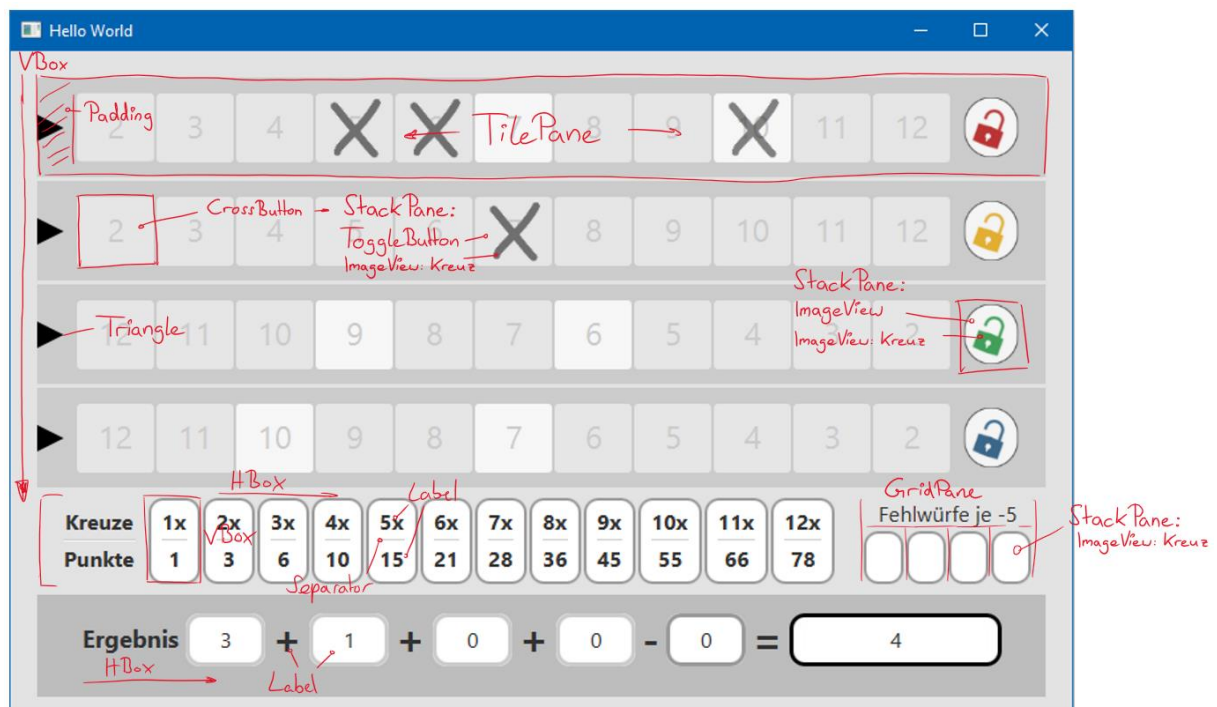 Hello World
VBox
Padding
2 3 4 6 TilePane 8 9 11 12
2 CrossButton - StackPane:
3 4 8 9 10 11 12
ToggleButton
ImageView: Kreuz
StackPane:
ImageView
ImageView: Kreuz
Triangle
12 11 10 9 8 7 6 5 4 3 2
12 11 10 9 8 7 6 5 4 3 2
HBox
Label
GridPane
Fehlwürfe je -5
StackPane:
ImageView: Kreuz
Kreuze 1x 2x 3x 4x 5x 6x 7x 8x 9x 10x 11x 12x
VBox
Punkte 1 3 6 10 15 21 28 36 45 55 66 78
Separator
Ergebnis 3 + 1 + 0 + 0 - 0 = 4
HBox
Label